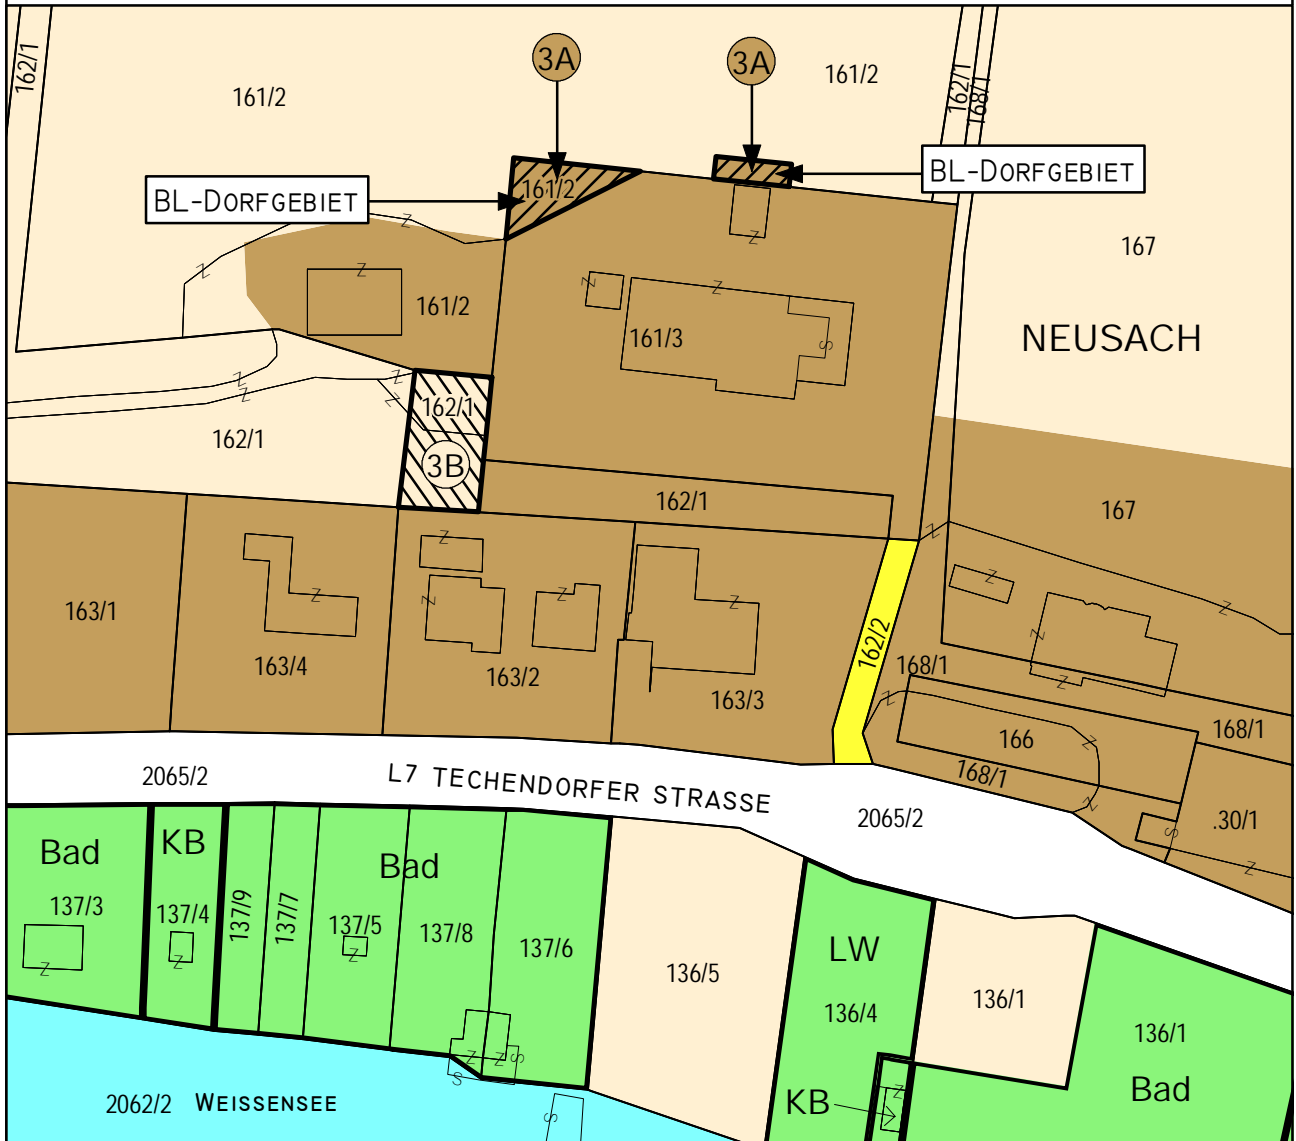 162/1
3A
3A
161/2
161/2
162/1
168/1
BL-DORFGEBIET
161/2
BL-DORFGEBIET
167
Z
Z
Z
Z
Z
Z
161/2
161/3
S
NEUSACH
Z
Z
Z
Z
Z
162/1
162/1
3B
162/1
167
Z
Z
Z
Z
Z
Z
Z
Z
Z
Z
163/1
163/4
163/2
163/3
162/2
168/1
Z
Z
166
Z
168/1
168/1
Z
2065/2
L7 TECHENDORFER STRASSE
2065/2
.30/1
S
Z
Bad
KB
Bad
137/3
137/4
137/9
137/7
137/5
137/8
137/6
Z
Z
Z
136/5
LW
136/4
136/1
136/1
Bad
Z
Z
S
S
KB
Z
2062/2 WEISSENSEE
S